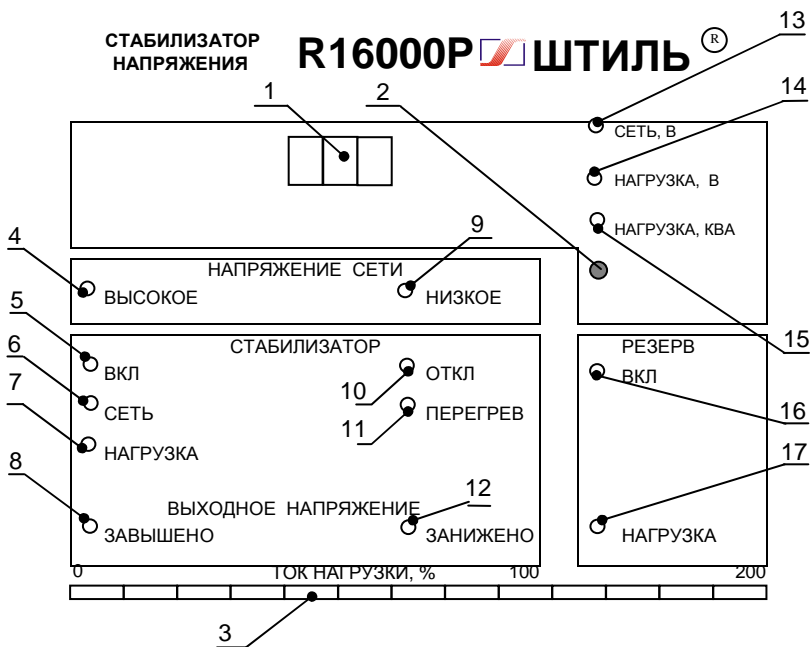 СТАБИЛИЗАТОР
НАПРЯЖЕНИЯ
R16000P ШТИЛЬ ®
13
14
1
2
СЕТЬ, В
НАГРУЗКА, В
НАГРУЗКА, КВА
4
9
НАПРЯЖЕНИЕ СЕТИ
ВЫСОКОЕ
НИЗКОЕ
5
6
7
8
СТАБИЛИЗАТОР
ВКЛ
10
ОТКЛ
СЕТЬ
11
ПЕРЕГРЕВ
НАГРУЗКА
ВЫХОДНОЕ НАПРЯЖЕНИЕ
12
ЗАВЫШЕНО
ЗАНИЖЕНО
15
РЕЗЕРВ
ВКЛ
16
17
НАГРУЗКА
0 ТОК НАГРУЗКИ, % 100 200
3